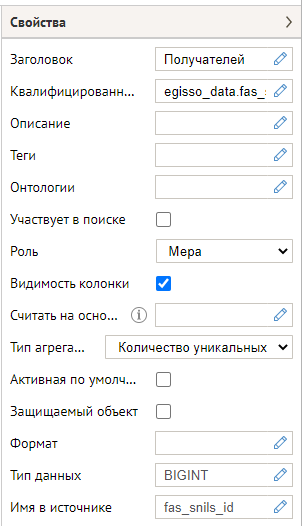 Свойства
Заголовок Получателей
Квалифицированн... egisso_data.fas_s
Описание
Теги
Онтологии
Участвует в поиске
Роль Мера
Видимость колонки
Считать на осно...
Тип агрега... Количество уникальных
Активная по умолч...
Защищаемый объект
Формат
Тип данных BIGINT
Имя в источнике fas_snils_id